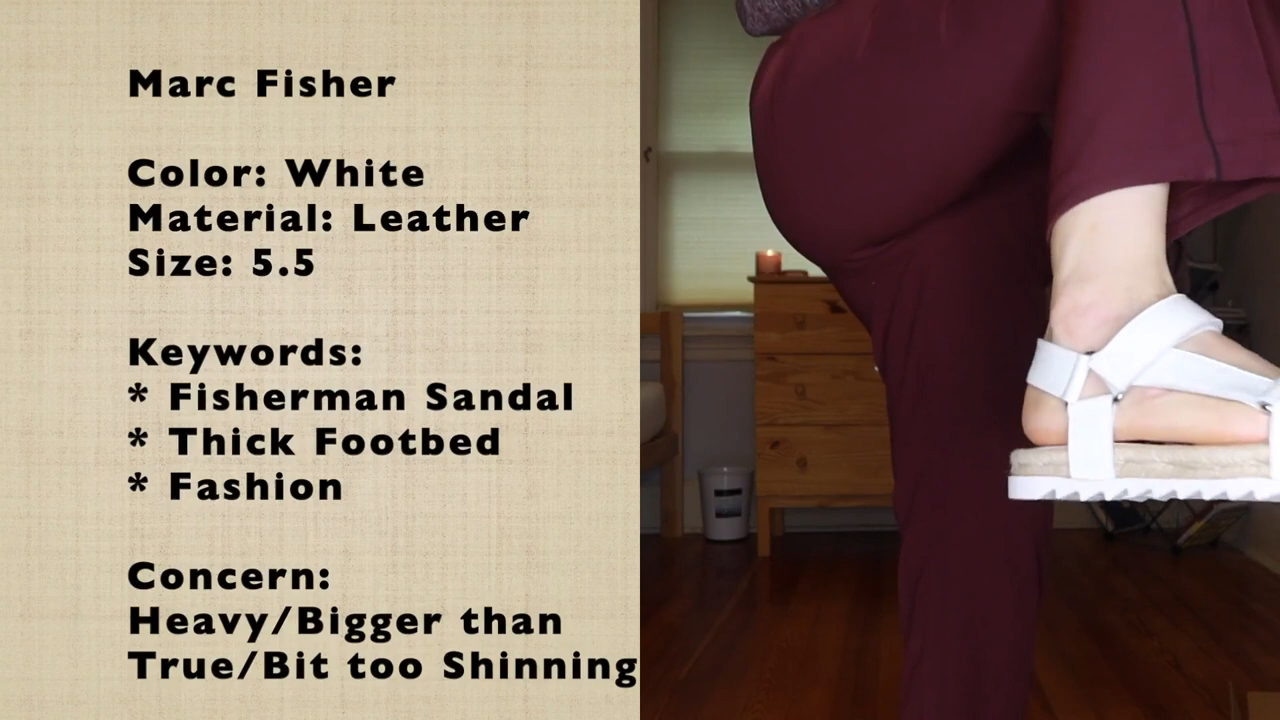 Marc Fisher
Color: White
Material: Leather
Size: 5.5
Keywords:
* Fisherman Sandal
* Thick Footbed
* Fashion
Concern:
Heavy/Bigger than
True/Bit too Shinning